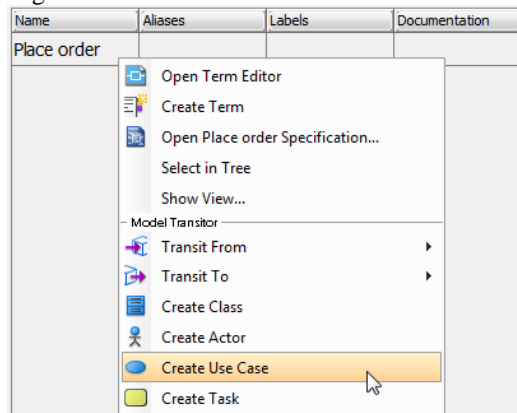 Name Aliases Labels Documentation
Place order
Open Term Editor
Create Term
Open Place order Specification...
Select in Tree
Show View...
Model Transitor
Transit From
Transit To
Create Class
Create Actor
Create Use Case
Create Task